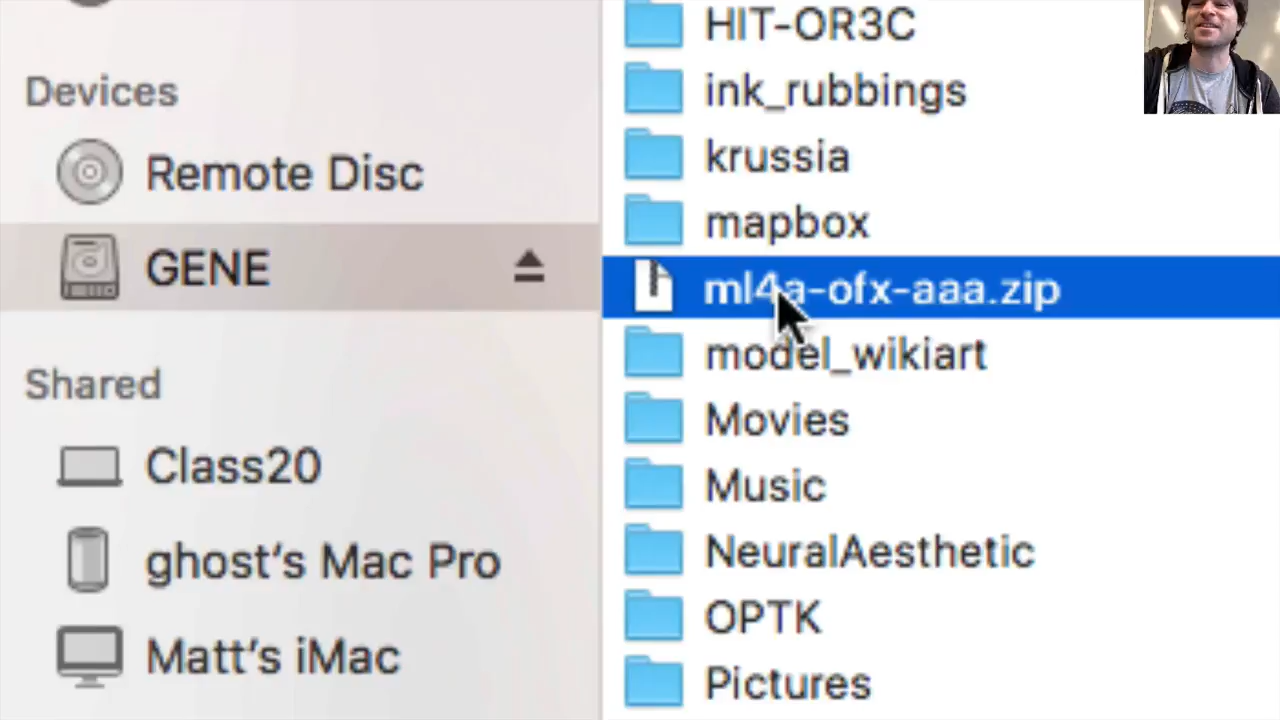 Devices
Remote Disc
GENE
Shared
Class20
ghost's Mac Pro
Matt's iMac
HIT-OR3C
ink_rubbings
krussia
mapbox
ml4a-ofx-aaa.zip
model_wikiart
Movies
Music
NeuralAesthetic
OPTK
Pictures